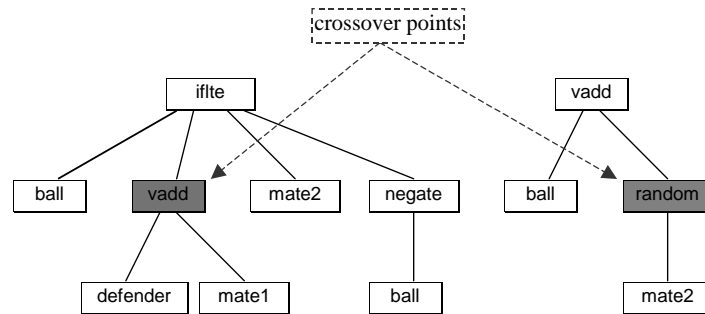 crossover points
iflte
vadd
ball
vadd
mate2
negate
ball
random
defender
mate1
ball
mate2